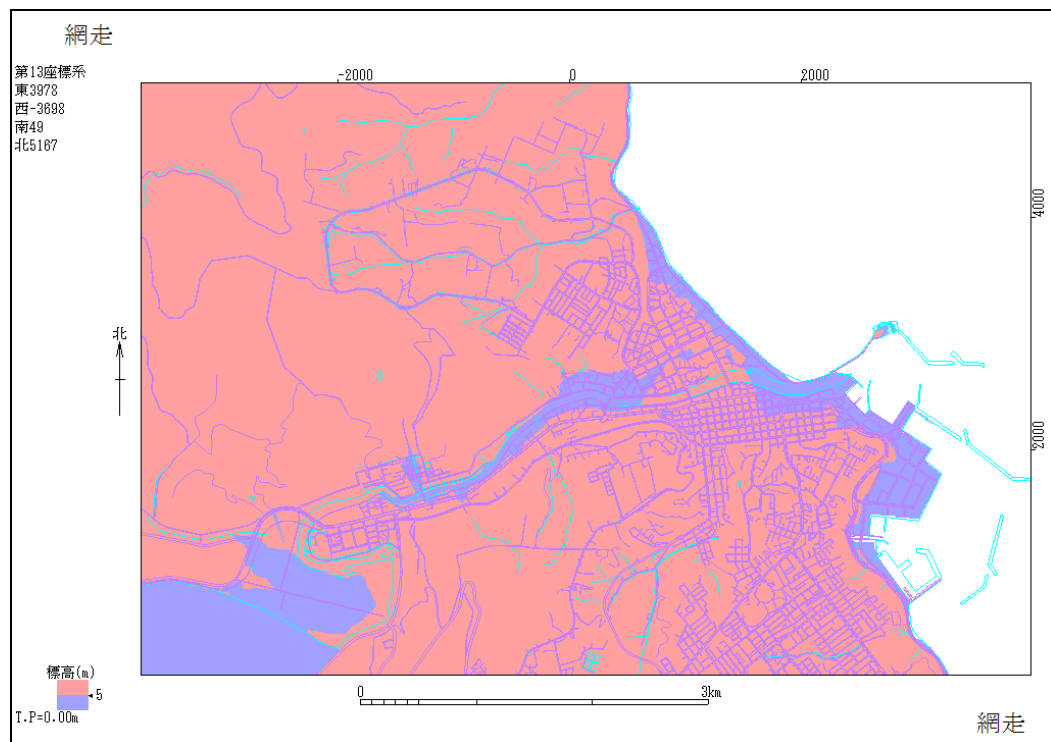 網走
第13座標系
東3978
西-3698
南49
北5167
-2000
0
2000
4000
北
2000
標高(m)
5
T.P=0.00m
0
3km
網走